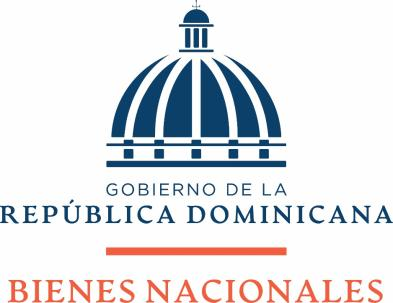 GOBIERNO DE LA
REPÚBLICA DOMINICANA
BIENES NACIONALES